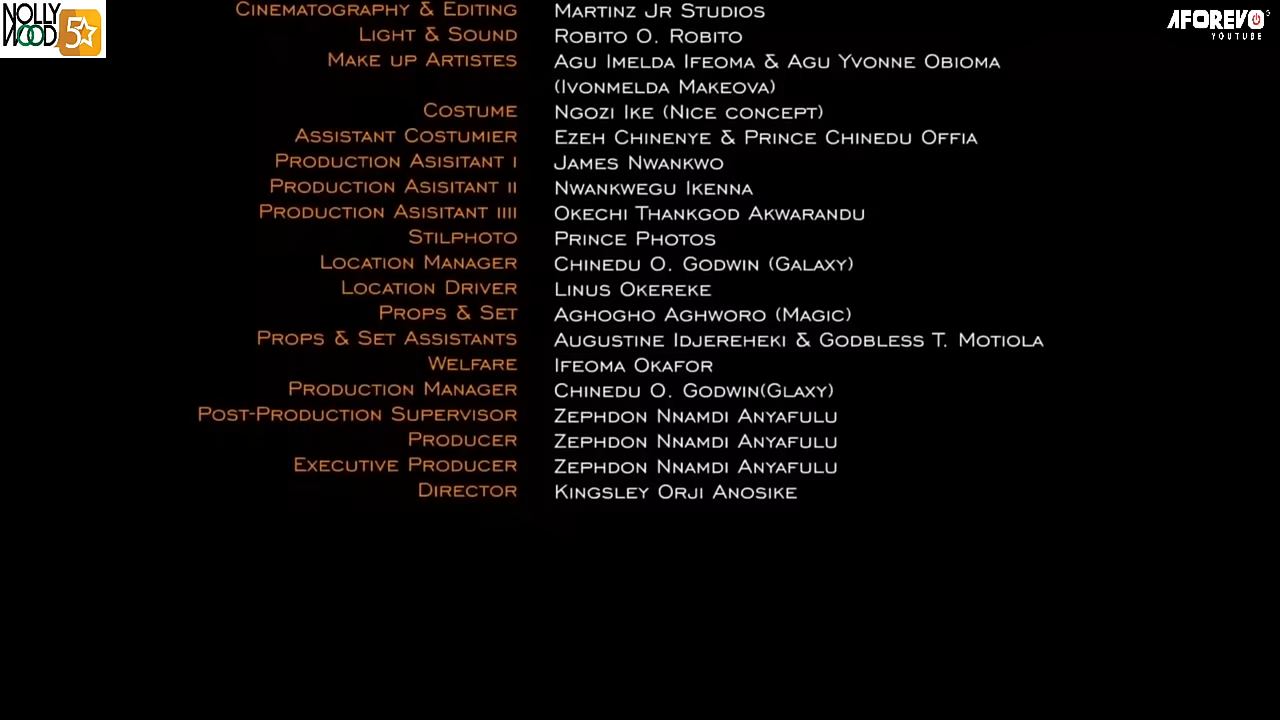 NOLLY
WOOD 5
AFOREVO
YOUTUBE
Cinematography & Editing Martinz Jr Studios
Light & Sound Robito O. Robito
Make up Artistes Agu Imelda Ifeoma & Agu Yvonne Obioma
(Ivonmelda Makeova)
Costume Ngozi Ike (Nice concept)
Assistant Costumier Ezeh Chinenye & Prince Chinedu Offia
Production Asisitant I James Nwankwo
Production Asisitant II Nwankwegu Ikenna
Production Asisitant IIII Okechi Thankgod Akwarandu
Stilphoto Prince Photos
Location Manager Chinedu O. Godwin (Galaxy)
Location Driver Linus Okereke
Props & Set Aghogho Aghworo (Magic)
Props & Set Assistants Augustine Idjereheki & Godbless T. Motiola
Welfare Ifeoma Okafor
Production Manager Chinedu O. Godwin(Glaxy)
Post-Production Supervisor Zephdon Nnamdi Anyafulu
Producer Zephdon Nnamdi Anyafulu
Executive Producer Zephdon Nnamdi Anyafulu
Director Kingsley Orji Anosike